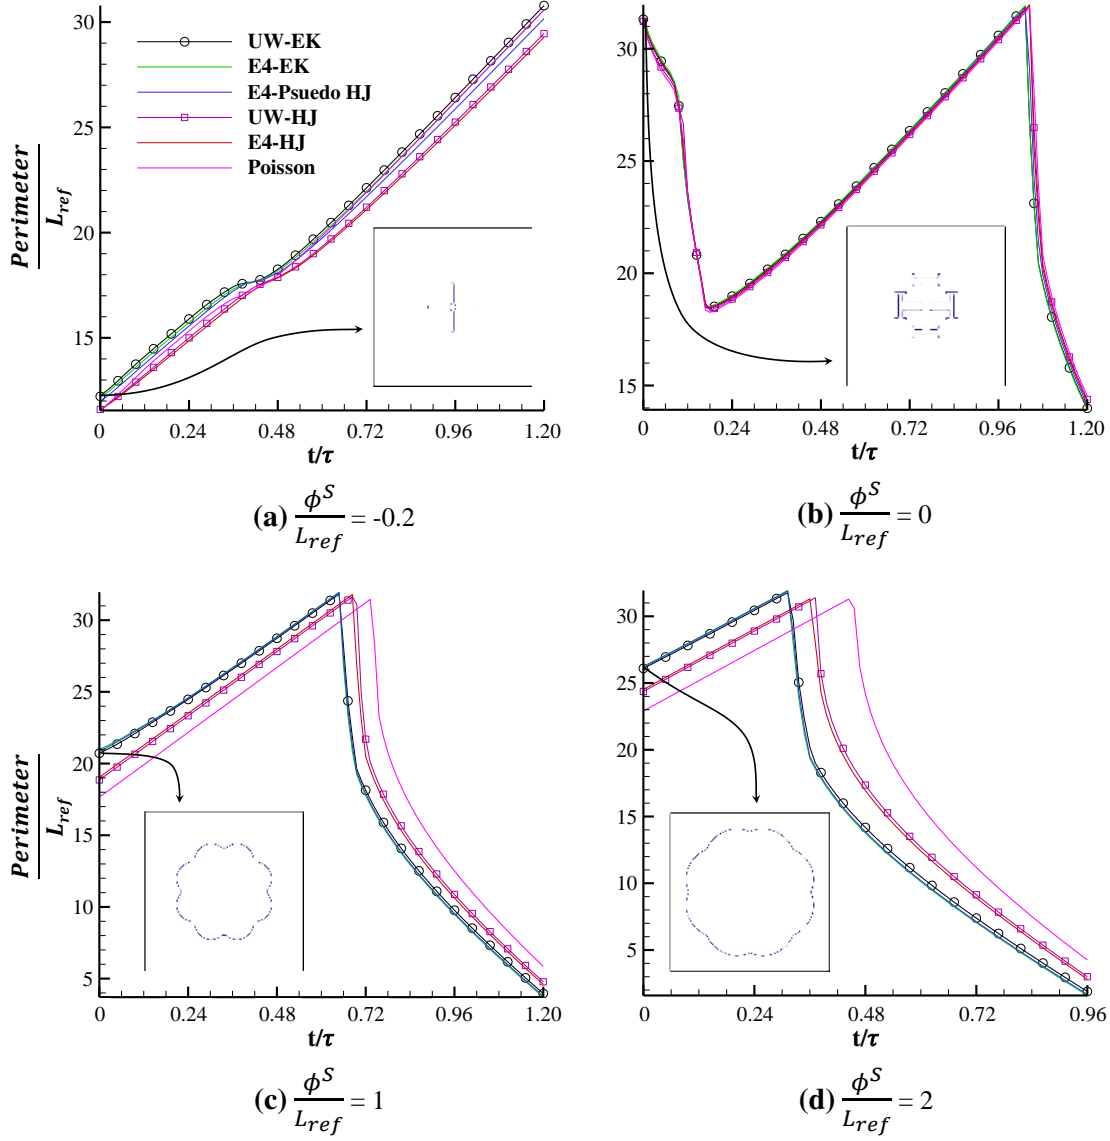 30
25
20
15
UW-EK
E4-EK
E4-Psuedo HJ
UW-HJ
E4-HJ
Poisson
Perimeter
L_ref
0 0.24 0.48 0.72 0.96 1.20
t/τ
(a) ϕ^S / L_ref = -0.2
30
25
20
15
0 0.24 0.48 0.72 0.96 1.20
t/τ
(b) ϕ^S / L_ref = 0
30
25
20
15
10
5
Perimeter
L_ref
0 0.24 0.48 0.72 0.96 1.20
t/τ
(c) ϕ^S / L_ref = 1
30
25
20
15
10
5
0 0.24 0.48 0.72 0.96
t/τ
(d) ϕ^S / L_ref = 2